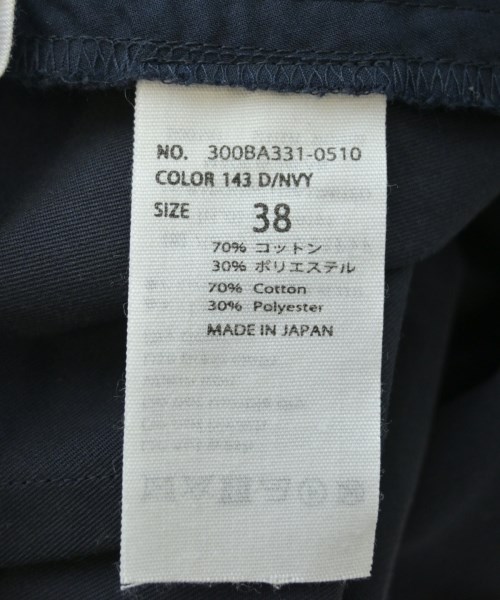 NO. 300BA331-0510
COLOR 143 D/NVY
SIZE 38
70% コットン
30% ポリエステル
70% Cotton
30% Polyester
MADE IN JAPAN